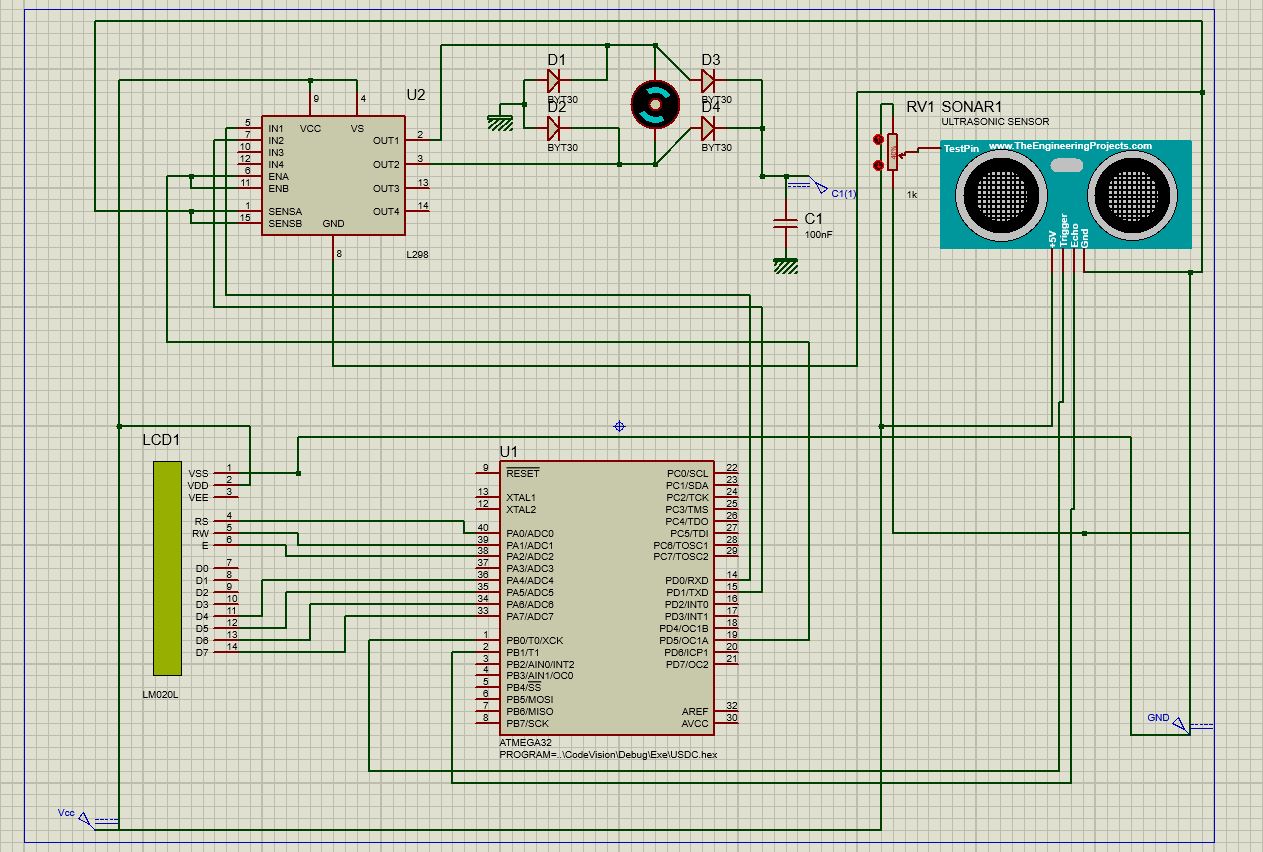 U2
9
4
VCC
VS
5
IN1
7
IN2
10
IN3
12
IN4
6
ENA
11
ENB
1
SENSA
15
SENSB
GND
8
OUT1
2
OUT2
3
OUT3
13
OUT4
14
L298
D1
BYT30
D2
BYT30
D3
BYT30
D4
BYT30
C1(1)
C1
100nF
RV1
1k
SONAR1
ULTRASONIC SENSOR
TestPin
www.TheEngineeringProjects.com
+5V
Trigger
Echo
Gnd
LCD1
VSS
1
VDD
2
VEE
3
RS
4
RW
5
E
6
D0
7
D1
8
D2
9
D3
10
D4
11
D5
12
D6
13
D7
14
LM020L
U1
9
RESET
13
XTAL1
12
XTAL2
40
PA0/ADC0
39
PA1/ADC1
38
PA2/ADC2
37
PA3/ADC3
36
PA4/ADC4
35
PA5/ADC5
34
PA6/ADC6
33
PA7/ADC7
1
PB0/T0/XCK
2
PB1/T1
3
PB2/AIN0/INT2
4
PB3/AIN1/OC0
5
PB4/SS
6
PB5/MOSI
7
PB6/MISO
8
PB7/SCK
PC0/SCL
22
PC1/SDA
23
PC2/TCK
24
PC3/TMS
25
PC4/TDO
26
PC5/TDI
27
PC6/TOSC1
28
PC7/TOSC2
29
PD0/RXD
14
PD1/TXD
15
PD2/INT0
16
PD3/INT1
17
PD4/OC1B
18
PD5/OC1A
19
PD6/ICP1
20
PD7/OC2
21
AREF
32
AVCC
30
ATMEGA32
PROGRAM=..\CodeVision\Debug\Exe\USDC.hex
GND
Vcc